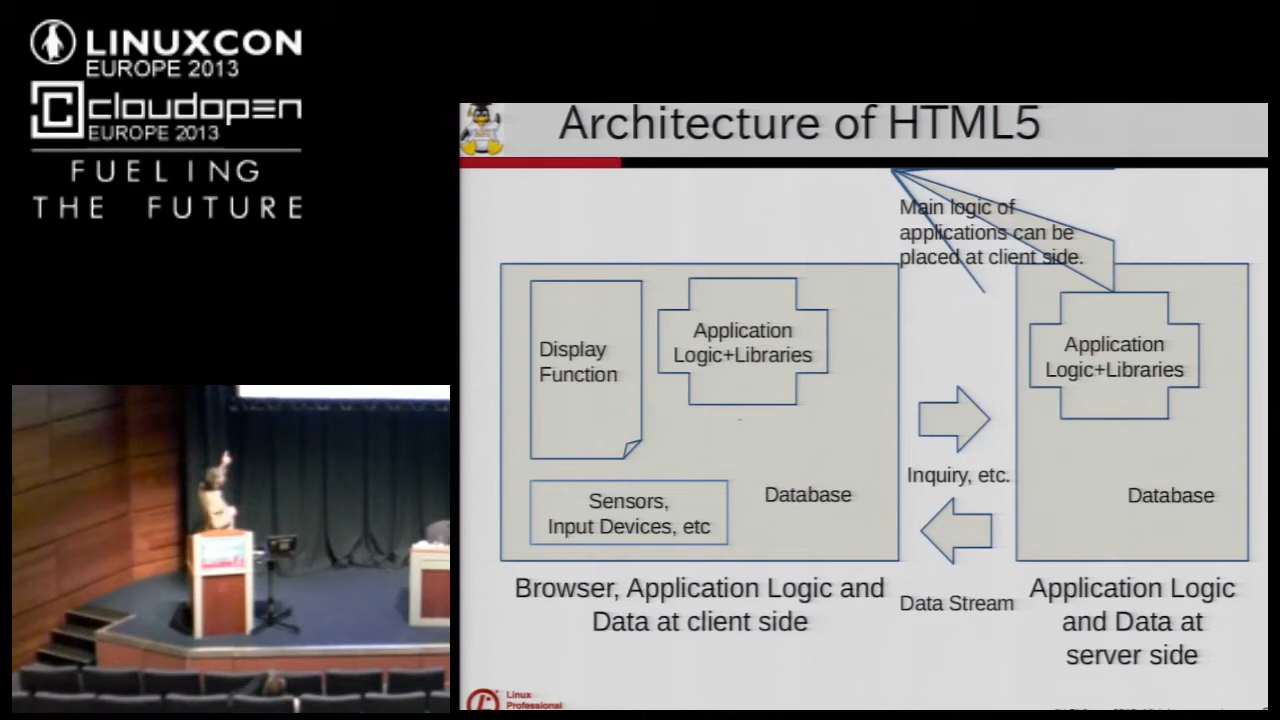 LINUXCON
EUROPE 2013
cloudopen
EUROPE 2013
FUELING
THE FUTURE
Architecture of HTML5
Main logic of
applications can be
placed at client side.
Display
Function
Application
Logic+Libraries
Sensors,
Input Devices, etc
Database
Inquiry, etc.
Data Stream
Application
Logic+Libraries
Database
Browser, Application Logic and
Data at client side
Application Logic
and Data at
server side
Linux
Professional